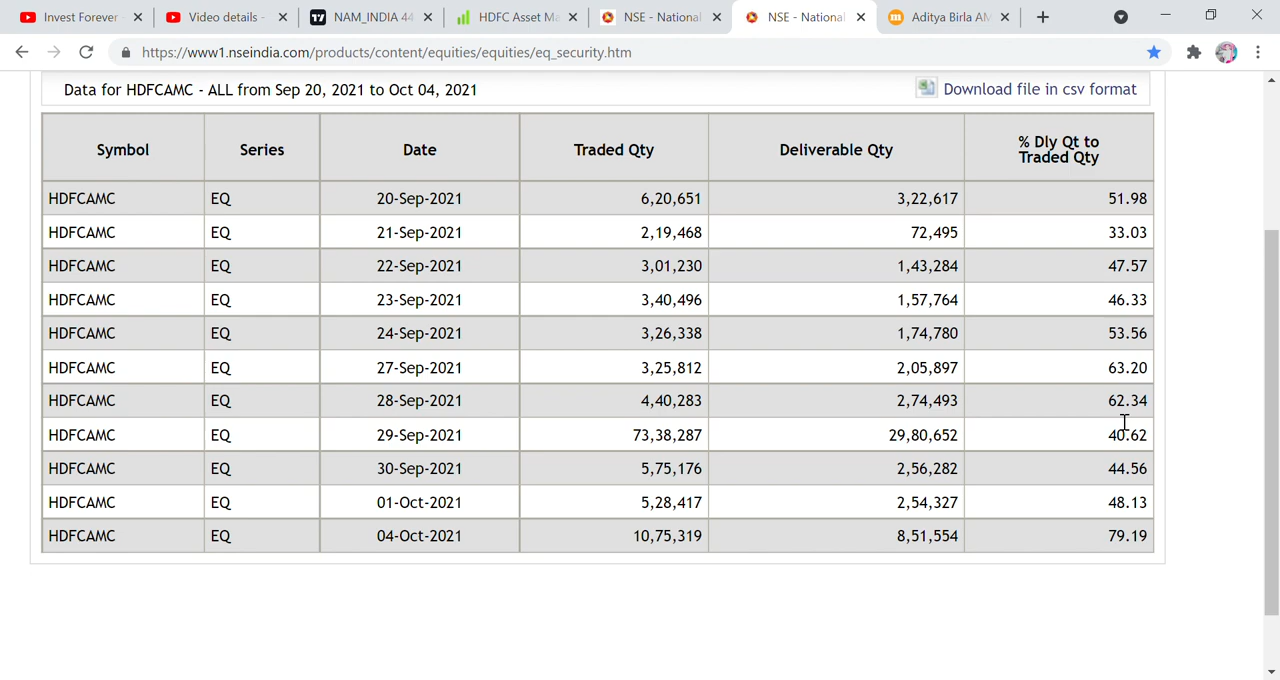 Invest Forever
Video details -
NAM_INDIA 44
HDFC Asset Ma
NSE - National
NSE - National
Aditya Birla AM
https://www1.nseindia.com/products/content/equities/equities/eq_security.htm
Data for HDFCAMC - ALL from Sep 20, 2021 to Oct 04, 2021
Download file in csv format
Symbol Series Date Traded Qty Deliverable Qty % Dly Qt to
Traded Qty
HDFCAMC EQ 20-Sep-2021 6,20,651 3,22,617 51.98
HDFCAMC EQ 21-Sep-2021 2,19,468 72,495 33.03
HDFCAMC EQ 22-Sep-2021 3,01,230 1,43,284 47.57
HDFCAMC EQ 23-Sep-2021 3,40,496 1,57,764 46.33
HDFCAMC EQ 24-Sep-2021 3,26,338 1,74,780 53.56
HDFCAMC EQ 27-Sep-2021 3,25,812 2,05,897 63.20
HDFCAMC EQ 28-Sep-2021 4,40,283 2,74,493 62.34
HDFCAMC EQ 29-Sep-2021 73,38,287 29,80,652 40.62
HDFCAMC EQ 30-Sep-2021 5,75,176 2,56,282 44.56
HDFCAMC EQ 01-Oct-2021 5,28,417 2,54,327 48.13
HDFCAMC EQ 04-Oct-2021 10,75,319 8,51,554 79.19